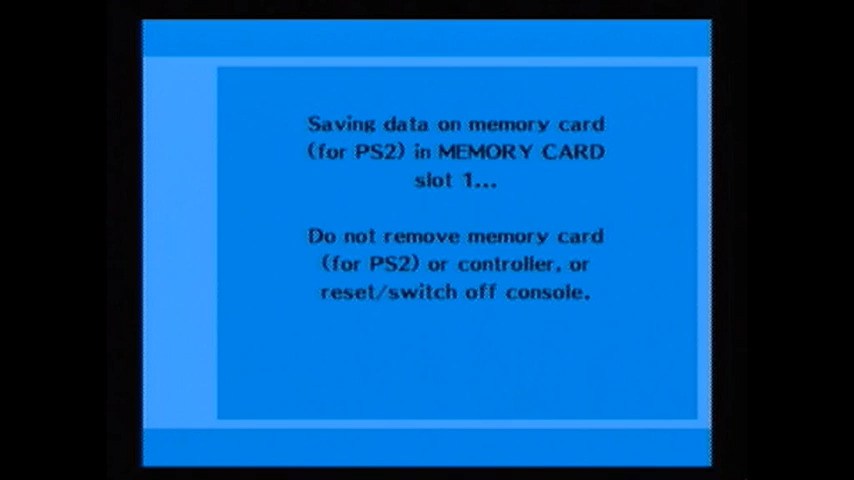 Saving data on memory card
(for PS2) in MEMORY CARD
slot 1...
Do not remove memory card
(for PS2) or controller, or
reset/switch off console.